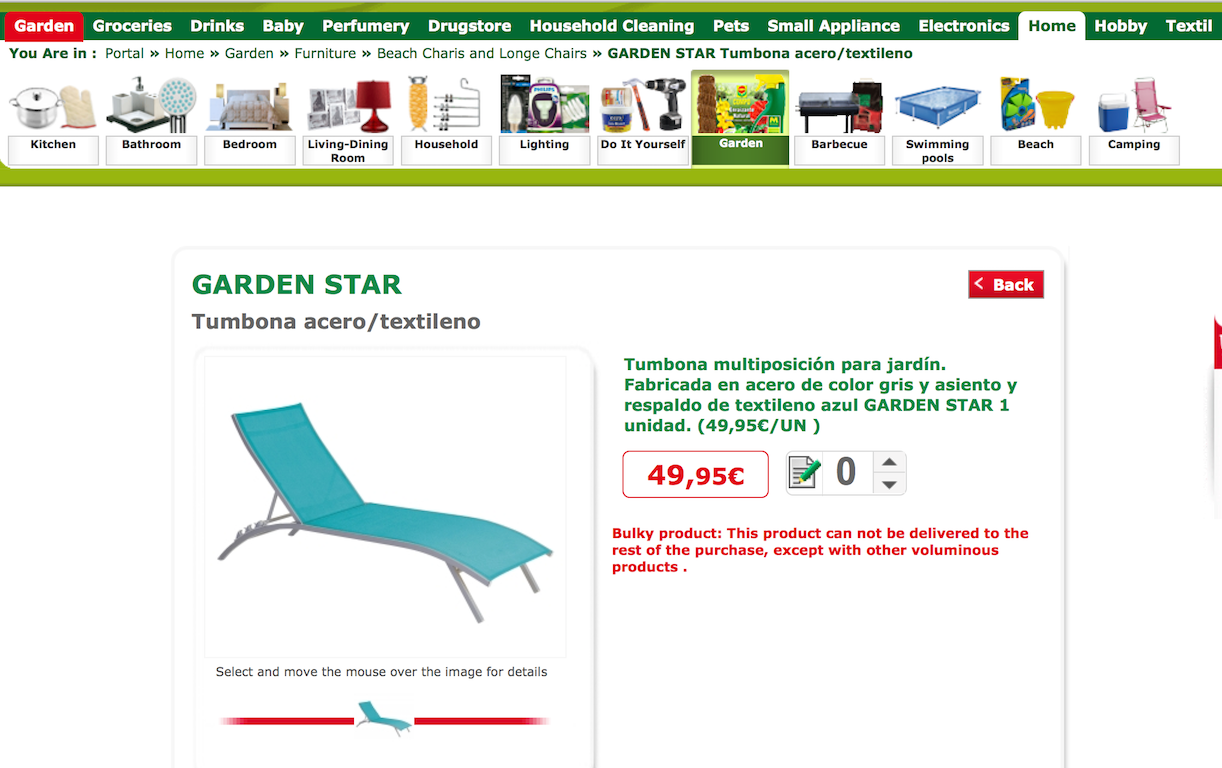 Garden Groceries Drinks Baby Perfumery Drugstore Household Cleaning Pets Small Appliance Electronics Home Hobby Textil
You Are in : Portal » Home » Garden » Furniture » Beach Charis and Longe Chairs » GARDEN STAR Tumbona acero/textileno
PHILIPS
COMPO
Kitchen
Bathroom
Bedroom
Living-Dining
Room
Household
Lighting
Do It Yourself
Garden
Barbecue
Swimming
pools
Beach
Camping
GARDEN STAR
< Back
Tumbona acero/textileno
Tumbona multiposición para jardín.
Fabricada en acero de color gris y asiento y
respaldo de textileno azul GARDEN STAR 1
unidad. (49,95€/UN )
49,95€
0
Bulky product: This product can not be delivered to the
rest of the purchase, except with other voluminous
products .
Select and move the mouse over the image for details